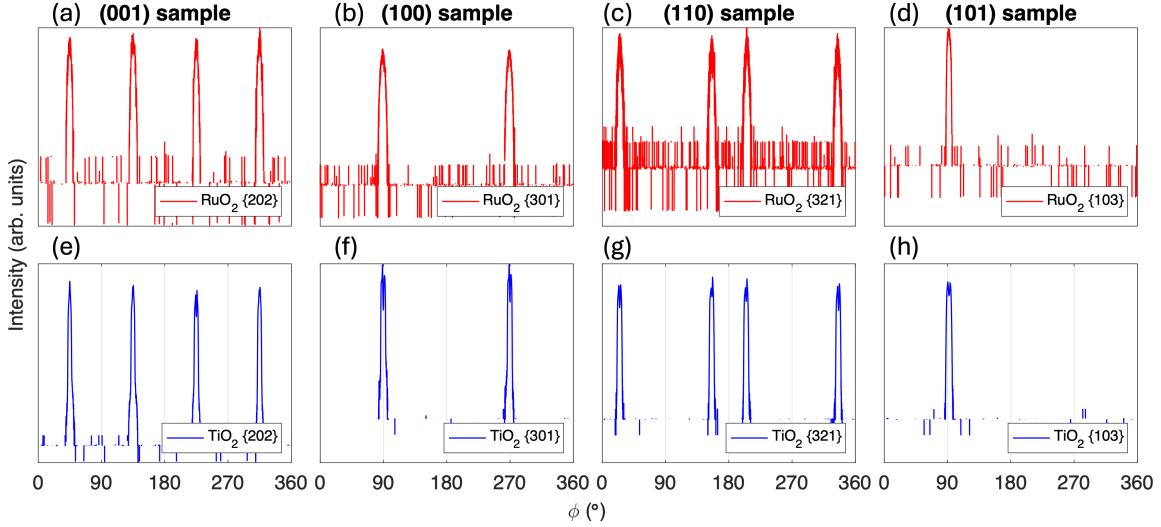 (a) (001) sample
(b) (100) sample
(c) (110) sample
(d) (101) sample
RuO2 {202}
RuO2 {301}
RuO2 {321}
RuO2 {103}
Intensity (arb. units)
(e)
(f)
(g)
(h)
TiO2 {202}
TiO2 {301}
TiO2 {321}
TiO2 {103}
0 90 180 270 360
90 180 270 360
0 90 180 270 360
0 90 180 270 360
ϕ (°)